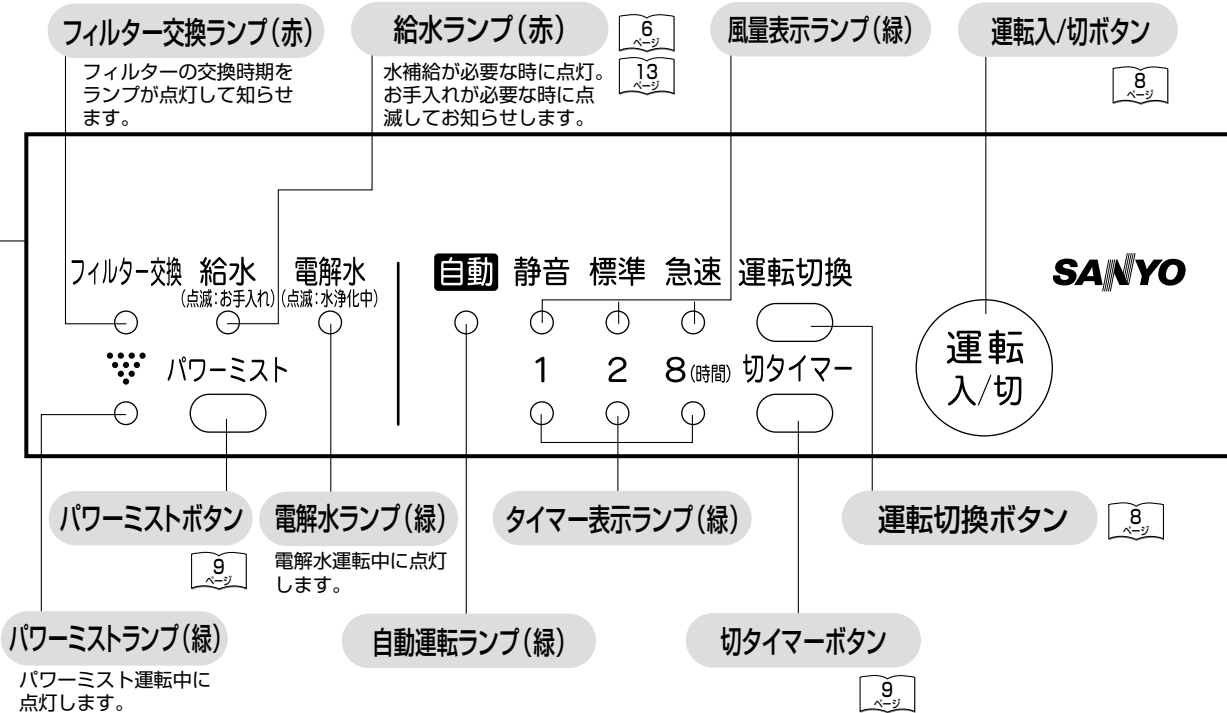 フィルター交換ランプ(赤)
フィルターの交換時期を
ランプが点灯して知らせ
ます。
給水ランプ(赤)
6
ページ
13
ページ
水補給が必要な時に点灯。
お手入れが必要な時に点
滅してお知らせします。
風量表示ランプ(緑)
運転入/切ボタン
8
ページ
フィルター交換 給水 電解水
(点滅:お手入れ) (点滅:水浄化中)
自動 静音 標準 急速 運転切換
SANYO
パワーミスト
1 2 8(時間) 切タイマー
運転
入/切
パワーミストボタン
9
ページ
電解水ランプ(緑)
電解水運転中に点灯
します。
タイマー表示ランプ(緑)
運転切換ボタン
8
ページ
パワーミストランプ(緑)
パワーミスト運転中に
点灯します。
自動運転ランプ(緑)
切タイマーボタン
9
ページ